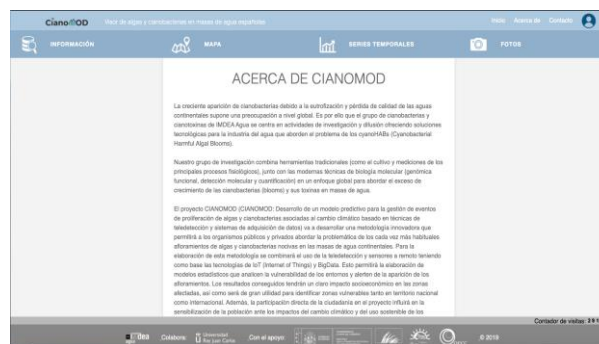 CianoMOD
Visor de algas y cianobacterias en masas de agua españolas
Inicio Acerca de Contacto
INFORMACIÓN
MAPA
SERIES TEMPORALES
FOTOS
ACERCA DE CIANOMOD
La creciente aparición de cianobacterias debido a la eutrofización y pérdida de calidad de las aguas
continentales supone una preocupación a nivel global. Es por ello que el grupo de cianobacterias y
cianotoxinas de IMDEA Agua se centra en actividades de investigación y difusión ofreciendo soluciones
tecnológicas para la industria del agua que aborden el problema de los cyanoHABs (Cyanobacterial
Harmful Algal Blooms).
Nuestro grupo de investigación combina herramientas tradicionales (como el cultivo y mediciones de los
principales procesos fisiológicos), junto con las modernas técnicas de biología molecular (genómica
funcional, detección molecular y cuantificación) en un enfoque global para abordar el exceso de
crecimiento de las cianobacterias (blooms) y sus toxinas en masas de agua.
El proyecto CIANOMOD (CIANOMOD: Desarrollo de un modelo predictivo para la gestión de eventos
de proliferación de algas y cianobacterias asociadas al cambio climático basado en técnicas de
teledetección y sistemas de adquisición de datos) va a desarrollar una metodología innovadora que
permitirá a los organismos públicos y privados abordar la problemática de los cada vez más habituales
afloramientos de algas y cianobacterias nocivas en las masas de agua continentales. Para la
elaboración de esta metodología se combinará el uso de la teledetección y sensores a remoto teniendo
como base las tecnologías de IoT (Internet of Things) y BigData. Esto permitirá la elaboración de
modelos estadísticos que analicen la vulnerabilidad de los entornos y alerten de la aparición de los
afloramientos. Los resultados conseguidos tendrán un claro impacto socioeconómico en las zonas
afectadas, así como será de gran utilidad para identificar zonas vulnerables tanto en territorio nacional
como internacional. Además, la participación directa de la ciudadanía en el proyecto influirá en la
sensibilización de la población ante los impactos del cambio climático y del uso sostenible de los
Contador de visitas: 291
Colabora: Universidad
Rey Juan Carlos
Con el apoyo:
© 2019